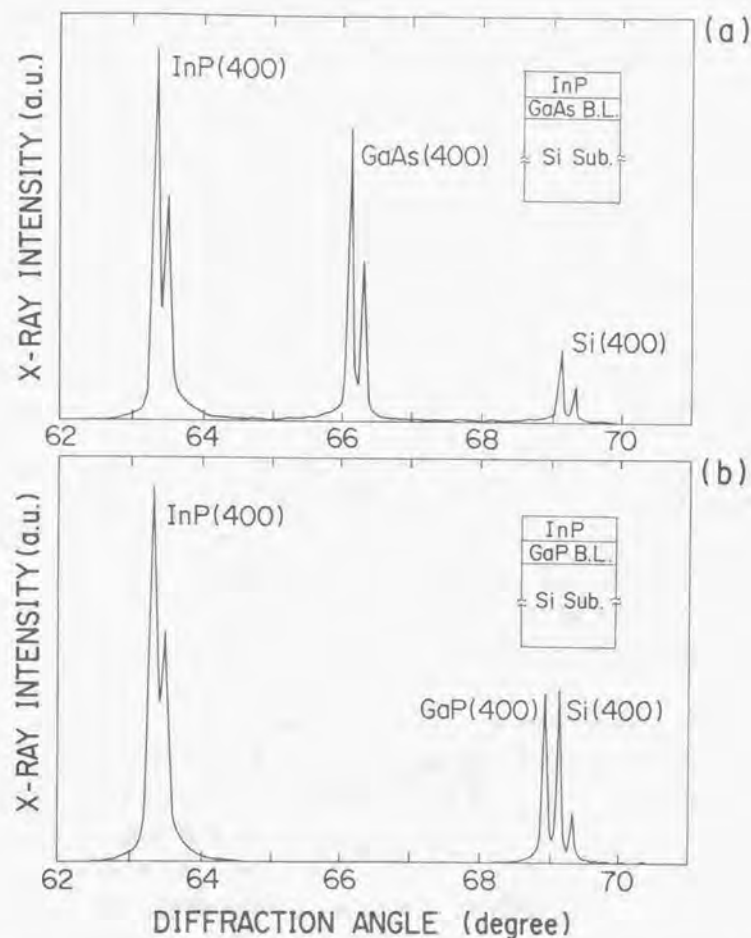 (a)
X-RAY INTENSITY (a.u.)
InP(400)
GaAs(400)
Si(400)
InP
GaAs B.L.
Si Sub.
62 64 66 68 70
(b)
X-RAY INTENSITY (a.u.)
InP(400)
GaP(400) Si(400)
InP
GaP B.L.
Si Sub.
62 64 66 68 70
DIFFRACTION ANGLE (degree)